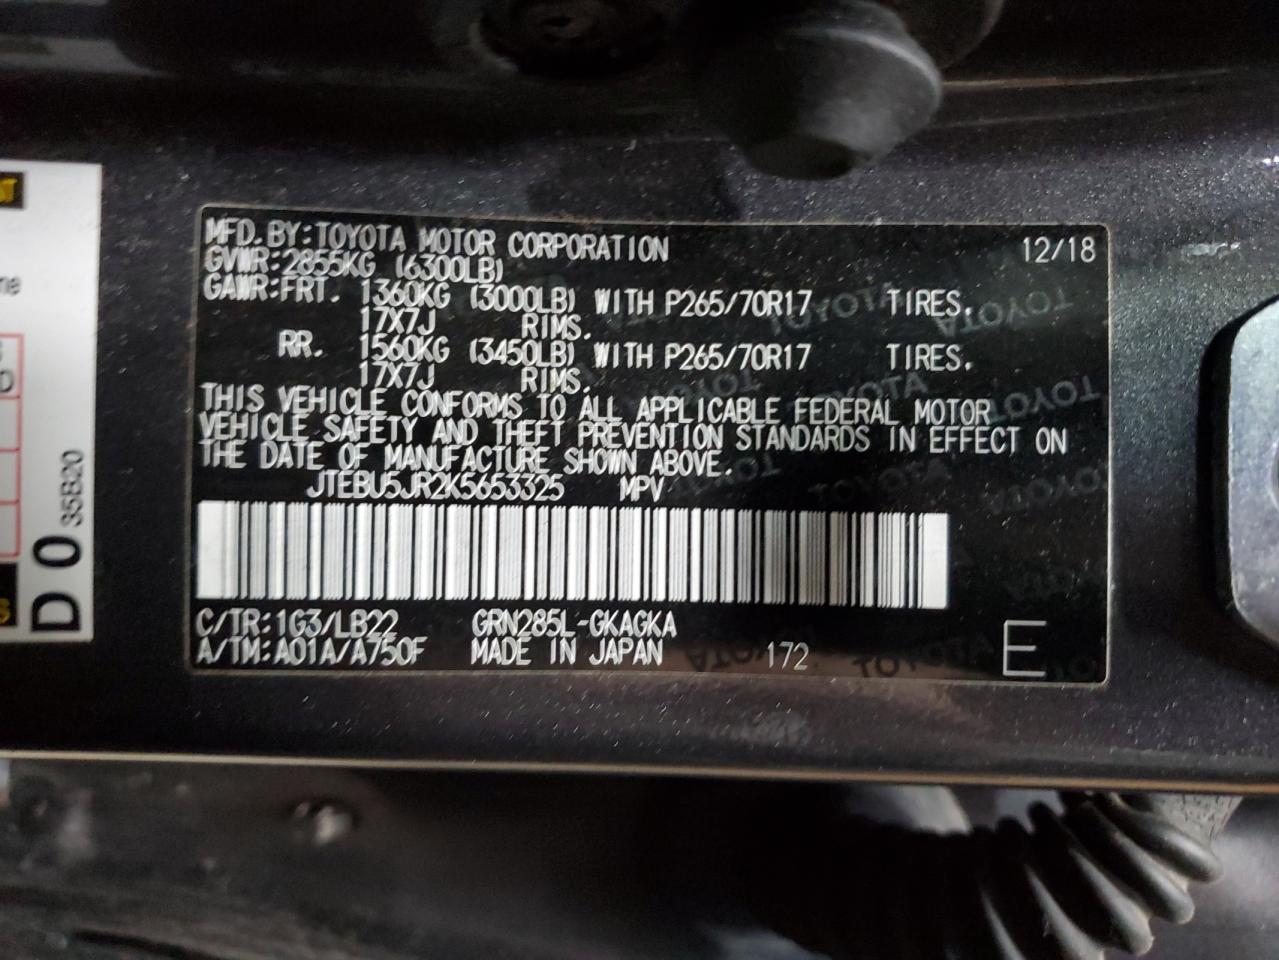 MFD. BY: TOYOTA MOTOR CORPORATION 12/18
GVWR: 2855KG (6300LB)
GAWR: FRT. 1360KG (3000LB) WITH P265/70R17 TIRES.
17X7J RIMS.
RR. 1560KG (3450LB) WITH P265/70R17 TIRES.
17X7J RIMS.
THIS VEHICLE CONFORMS TO ALL APPLICABLE FEDERAL MOTOR
VEHICLE SAFETY AND THEFT PREVENTION STANDARDS IN EFFECT ON
THE DATE OF MANUFACTURE SHOWN ABOVE.
JTEBU5JR2K5653325 MPV
C/TR: 1G3/LB22 GRN285L-GKAGKA
A/TM: A01A/A750F MADE IN JAPAN 172 E
D 0 35B20